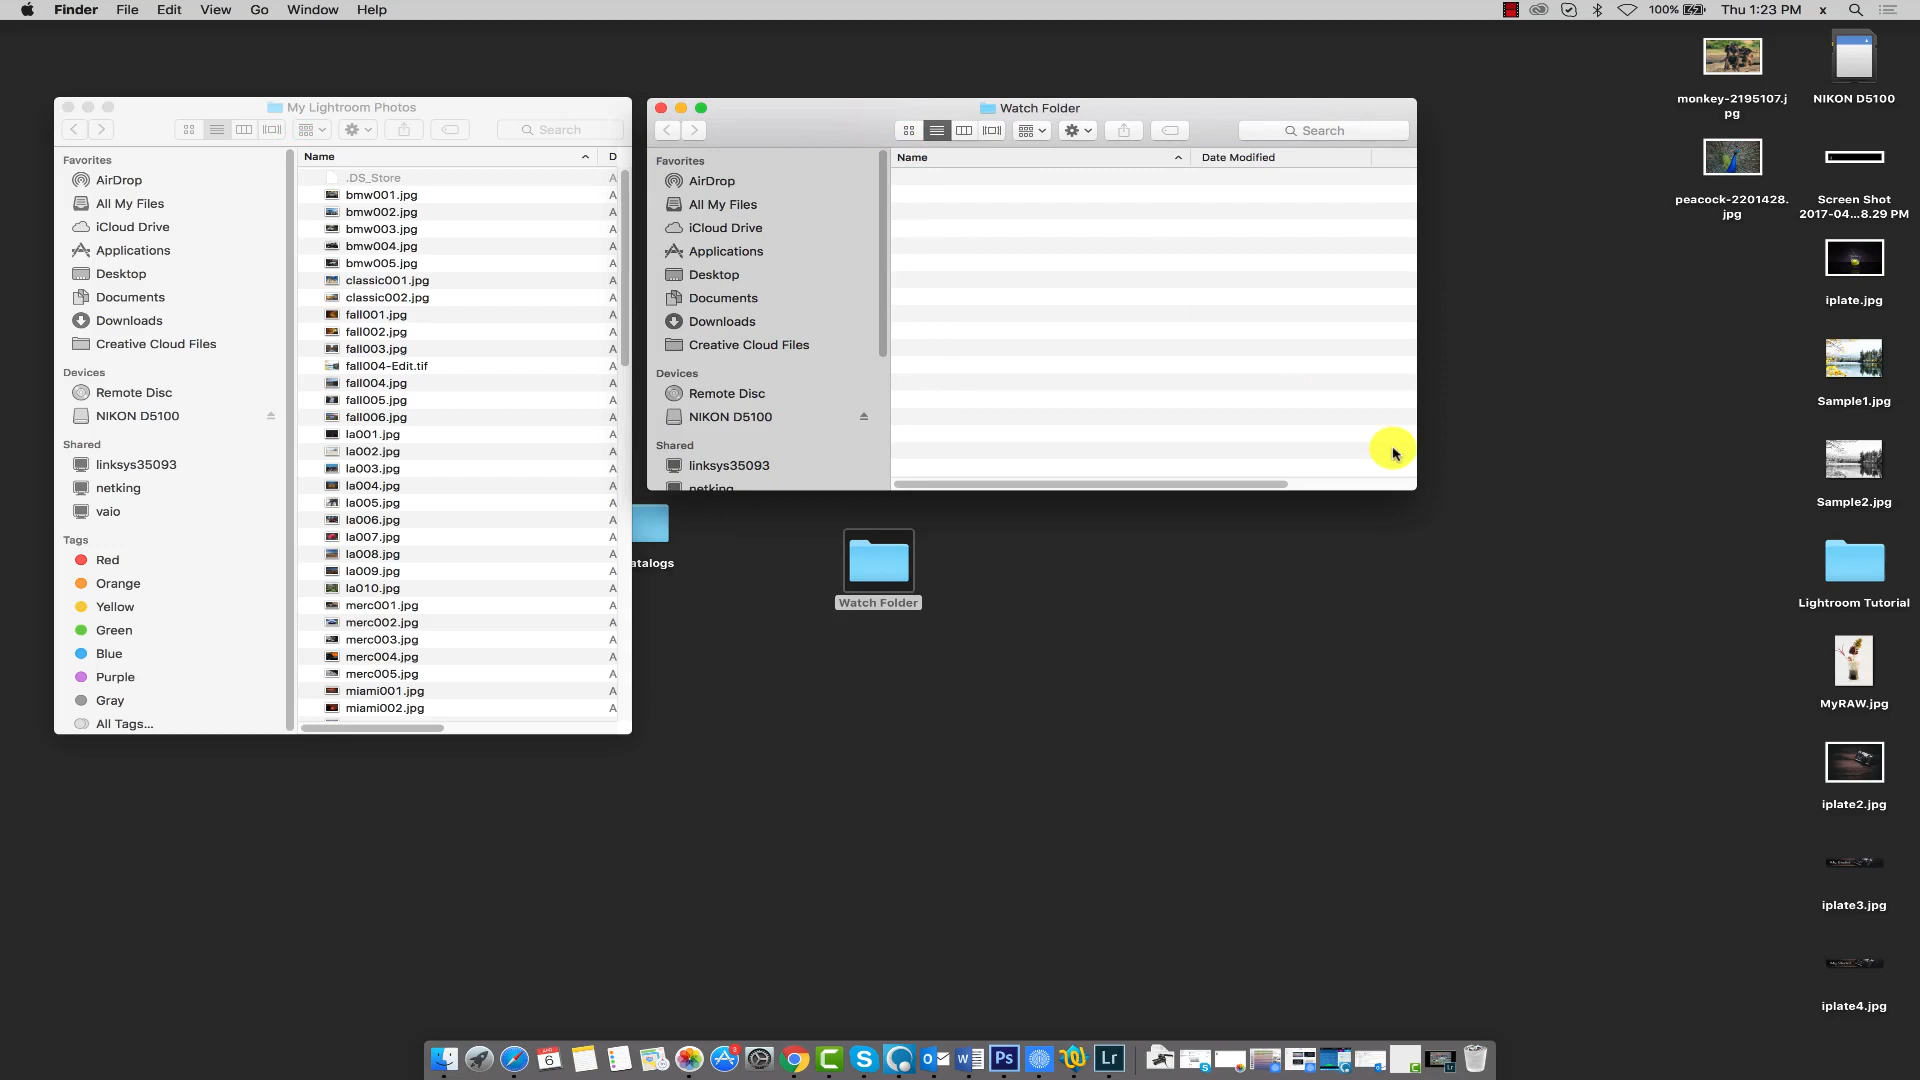 Finder File Edit View Go Window Help
100% Thu 1:23 PM x
My Lightroom Photos
Search
Favorites
AirDrop
All My Files
iCloud Drive
Applications
Desktop
Documents
Downloads
Creative Cloud Files
Devices
Remote Disc
NIKON D5100
Shared
linksys35093
netking
vaio
Tags
Red
Orange
Yellow
Green
Blue
Purple
Gray
All Tags...
Name D
.DS_Store A
bmw001.jpg A
bmw002.jpg A
bmw003.jpg A
bmw004.jpg A
bmw005.jpg A
classic001.jpg A
classic002.jpg A
fall001.jpg A
fall002.jpg A
fall003.jpg A
fall004-Edit.tif A
fall004.jpg A
fall005.jpg A
fall006.jpg A
la001.jpg A
la002.jpg A
la003.jpg A
la004.jpg A
la005.jpg A
la006.jpg A
la007.jpg A
la008.jpg A
la009.jpg A
la010.jpg A
merc001.jpg A
merc002.jpg A
merc003.jpg A
merc004.jpg A
merc005.jpg A
miami001.jpg A
miami002.jpg A
Watch Folder
Search
Favorites
AirDrop
All My Files
iCloud Drive
Applications
Desktop
Documents
Downloads
Creative Cloud Files
Devices
Remote Disc
NIKON D5100
Shared
linksys35093
netking
Name Date Modified
atalogs
Watch Folder
monkey-2195107.j
pg
peacock-2201428.
jpg
NIKON D5100
Screen Shot
2017-04...8.29 PM
iplate.jpg
Sample1.jpg
Sample2.jpg
Lightroom Tutorial
MyRAW.jpg
iplate2.jpg
iplate3.jpg
iplate4.jpg
6
3
Ps
Lr